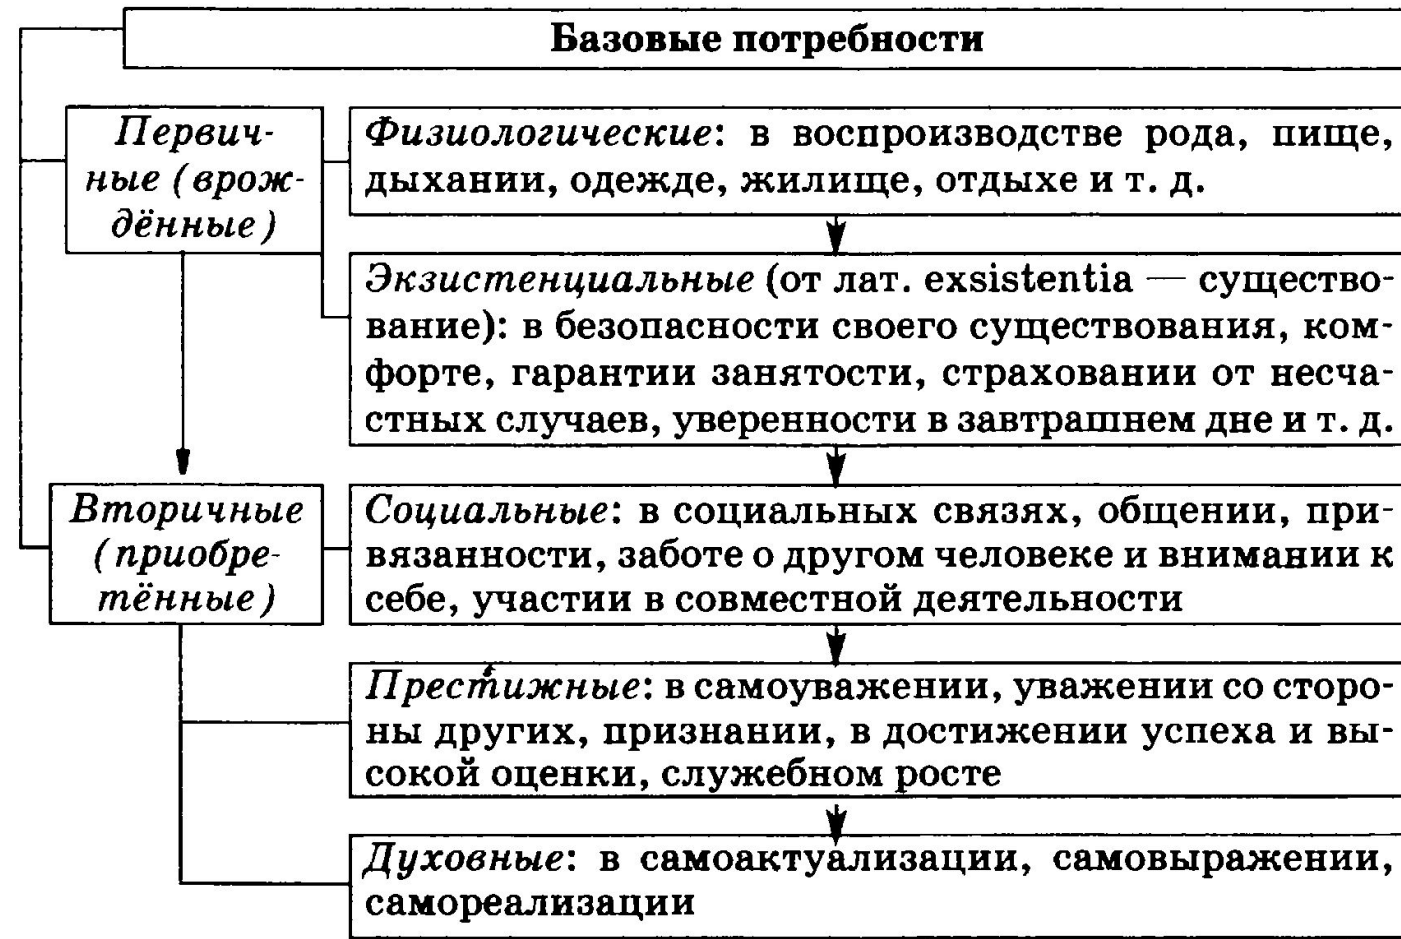 Базовые потребности
Первич-
ные (врож-
дённые)
Физиологические: в воспроизводстве рода, пище,
дыхании, одежде, жилище, отдыхе и т. д.
Экзистенциальные (от лат. exsistentia — существо-
вание): в безопасности своего существования, ком-
форте, гарантии занятости, страховании от несча-
стных случаев, уверенности в завтрашнем дне и т. д.
Вторичные
(приобре-
тённые)
Социальные: в социальных связях, общении, при-
вязанности, заботе о другом человеке и внимании к
себе, участии в совместной деятельности
Престижные: в самоуважении, уважении со сторо-
ны других, признании, в достижении успеха и вы-
сокой оценки, служебном росте
Духовные: в самоактуализации, самовыражении,
самореализации